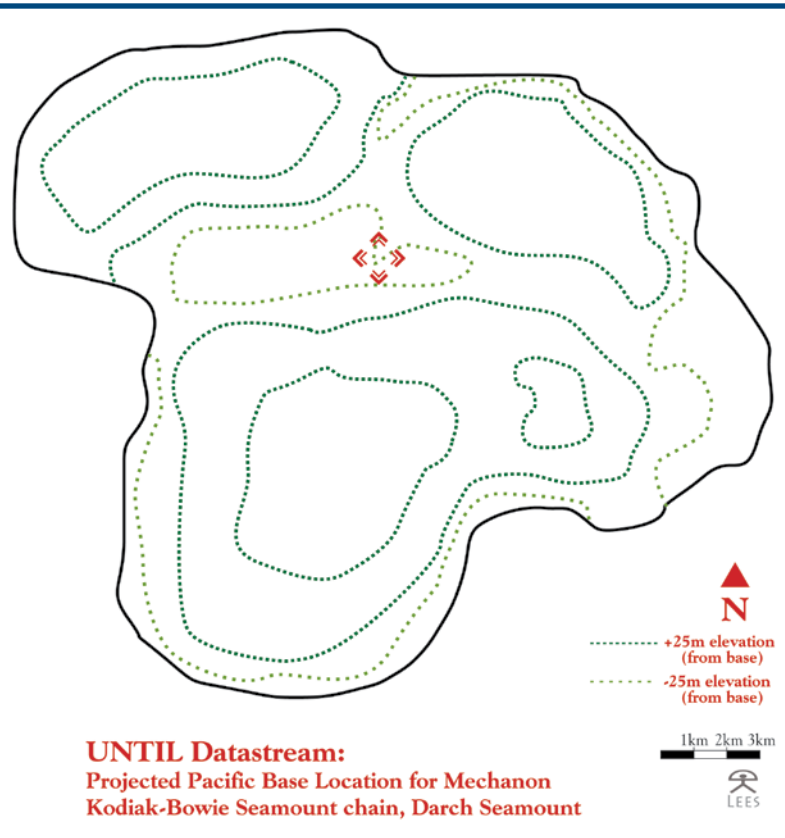 N
+25m elevation
(from base)
-25m elevation
(from base)
1km 2km 3km
LEES
UNTIL Datastream:
Projected Pacific Base Location for Mechanon
Kodiak-Bowie Seamount chain, Darch Seamount